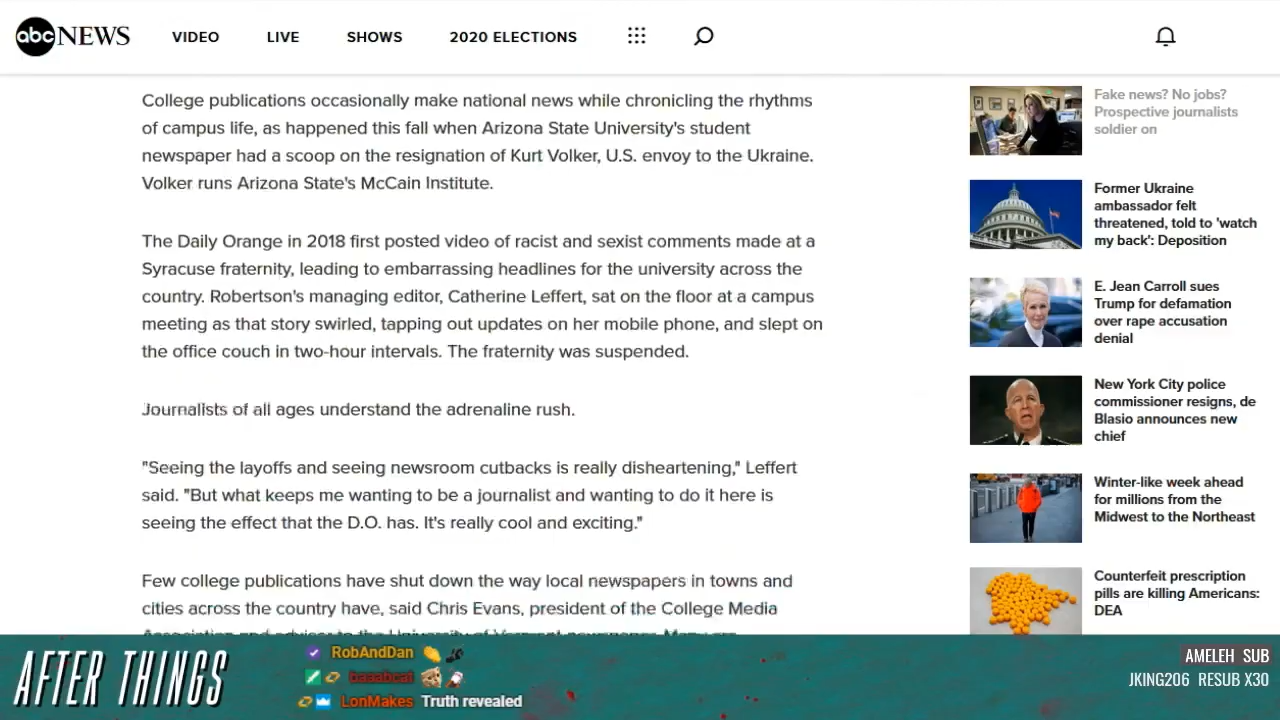 abc NEWS
VIDEO
LIVE
SHOWS
2020 ELECTIONS
College publications occasionally make national news while chronicling the rhythms
of campus life, as happened this fall when Arizona State University's student
newspaper had a scoop on the resignation of Kurt Volker, U.S. envoy to the Ukraine.
Volker runs Arizona State's McCain Institute.
The Daily Orange in 2018 first posted video of racist and sexist comments made at a
Syracuse fraternity, leading to embarrassing headlines for the university across the
country. Robertson's managing editor, Catherine Leffert, sat on the floor at a campus
meeting as that story swirled, tapping out updates on her mobile phone, and slept on
the office couch in two-hour intervals. The fraternity was suspended.
Journalists of all ages understand the adrenaline rush.
"Seeing the layoffs and seeing newsroom cutbacks is really disheartening," Leffert
said. "But what keeps me wanting to be a journalist and wanting to do it here is
seeing the effect that the D.O. has. It's really cool and exciting."
Few college publications have shut down the way local newspapers in towns and
cities across the country have, said Chris Evans, president of the College Media
Association and adviser to the University of Vermont newspaper. Many are
Fake news? No jobs?
Prospective journalists
soldier on
Former Ukraine
ambassador felt
threatened, told to 'watch
my back': Deposition
E. Jean Carroll sues
Trump for defamation
over rape accusation
denial
New York City police
commissioner resigns, de
Blasio announces new
chief
Winter-like week ahead
for millions from the
Midwest to the Northeast
Counterfeit prescription
pills are killing Americans:
DEA
AFTER THINGS
RobAndDan
baaabcat
LonMakes Truth revealed
AMELEH SUB
JKING206 RESUB X30